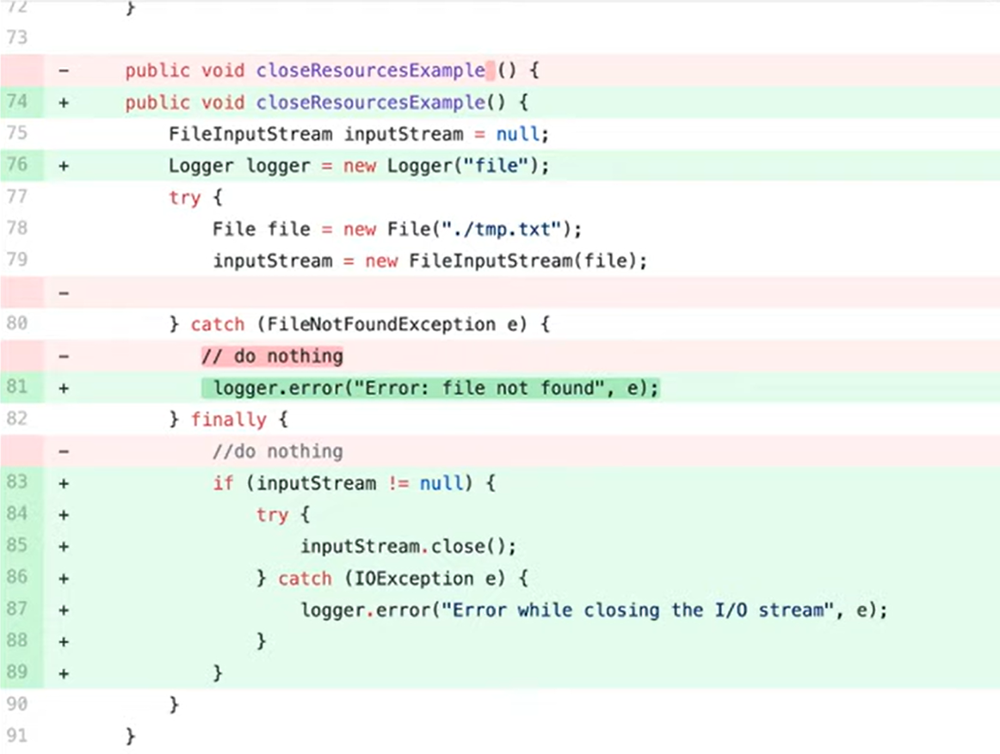 72 }
73
- public void closeResourcesExample () {
74 + public void closeResourcesExample() {
75 FileInputStream inputStream = null;
76 + Logger logger = new Logger("file");
77 try {
78 File file = new File("./tmp.txt");
79 inputStream = new FileInputStream(file);
-
80 } catch (FileNotFoundException e) {
- // do nothing
81 + logger.error("Error: file not found", e);
82 } finally {
- //do nothing
83 + if (inputStream != null) {
84 + try {
85 + inputStream.close();
86 + } catch (IOException e) {
87 + logger.error("Error while closing the I/O stream", e);
88 + }
89 + }
90 }
91 }